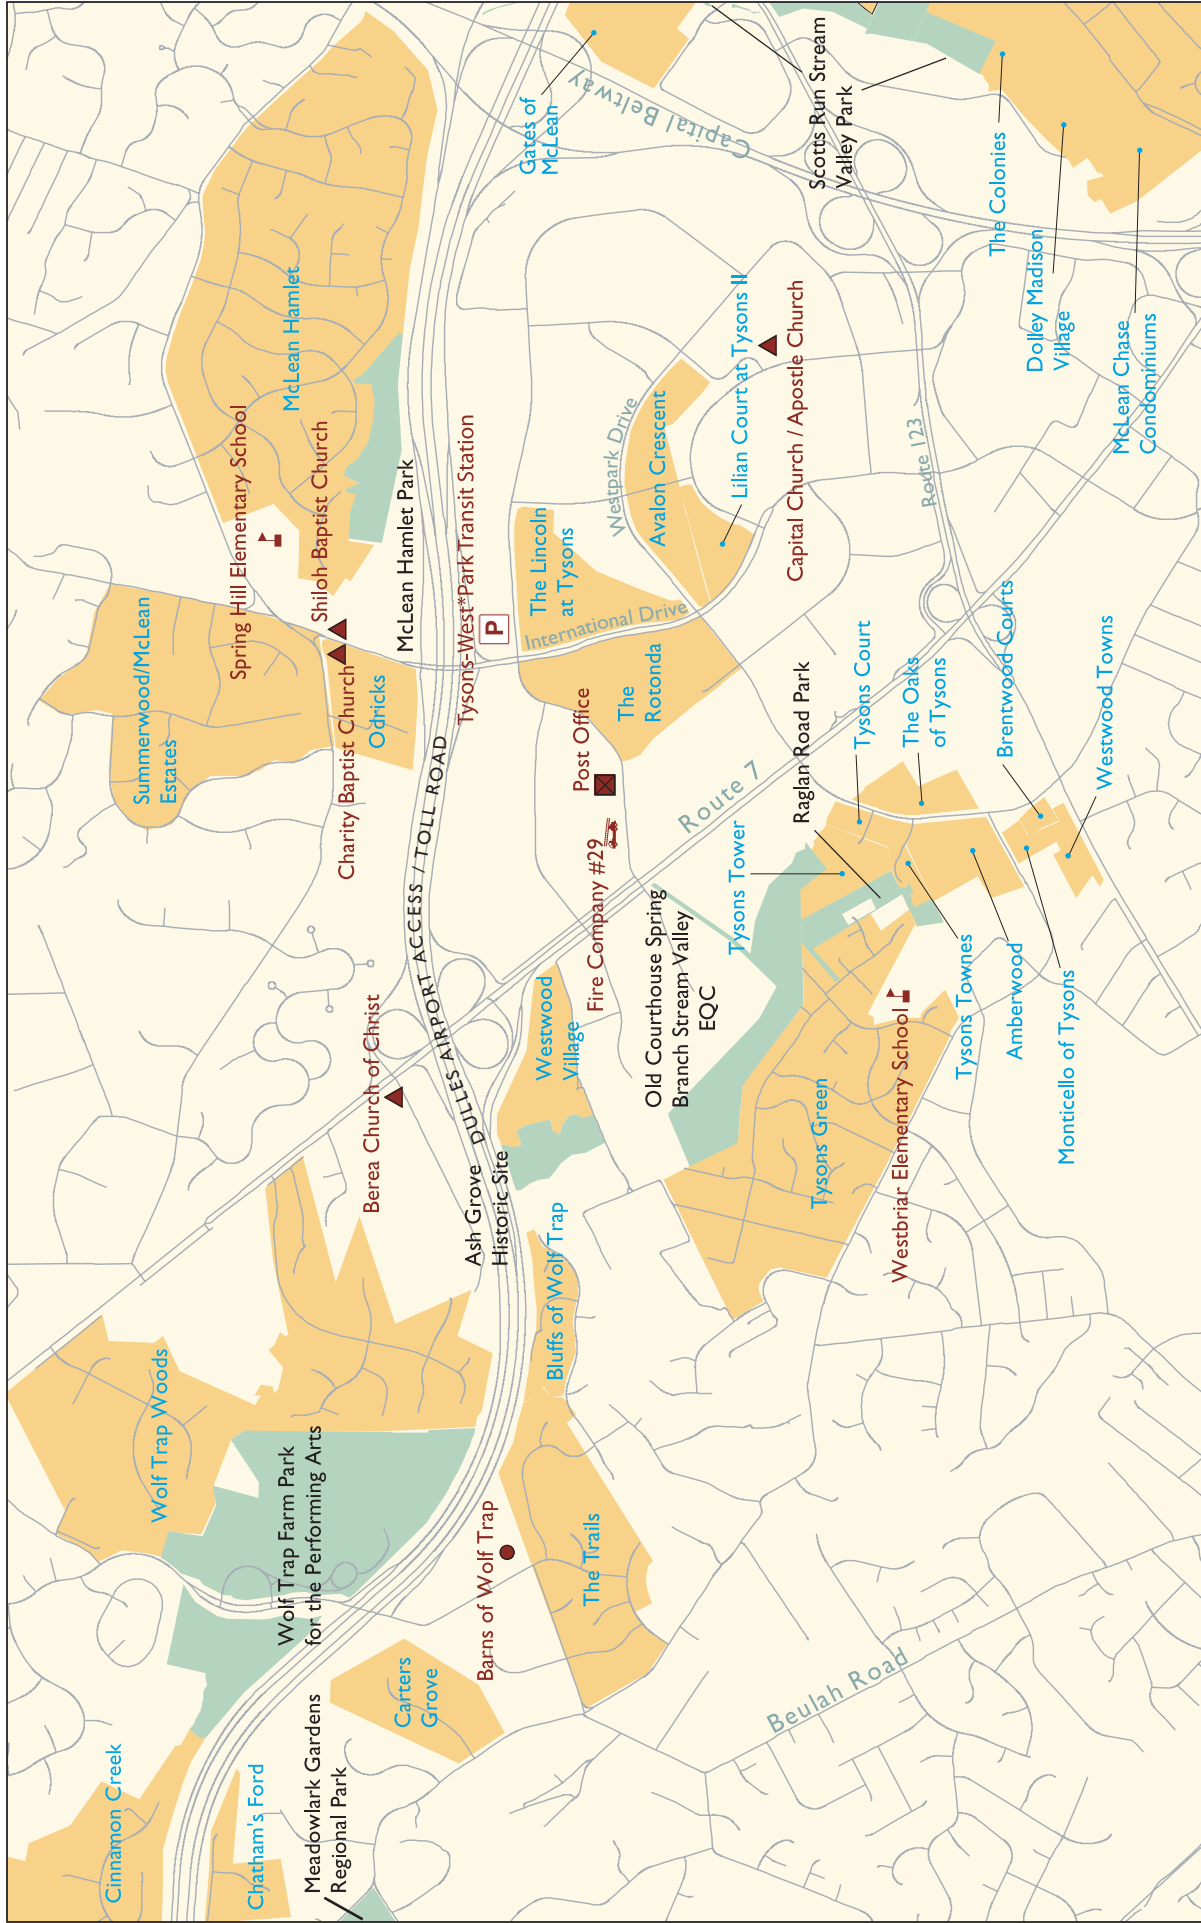 Cinnamon Creek
Chatham's Ford
Meadowlark Gardens
Regional Park
Carters
Grove
Wolf Trap Woods
Wolf Trap Farm Park
for the Performing Arts
Barns of Wolf Trap
The Trails
Beulah Road
Bluffs of Wolf Trap
Ash Grove
Historic Site
DULLES AIRPORT ACCESS / TOLL ROAD
Berea Church of Christ
Westwood
Village
Old Courthouse Spring
Branch Stream Valley
EQC
Tysons Green
Westbriar Elementary School
Tysons Townes
Amberwood
Monticello of Tysons
Fire Company #29
Post Office
Tysons Tower
Raglan Road Park
Route 7
Tysons Court
The Oaks
of Tysons
Brentwood Courts
Westwood Towns
Summerwood/McLean
Estates
Charity Baptist Church
Odricks
Spring Hill Elementary School
Shiloh Baptist Church
McLean Hamlet Park
McLean Hamlet
Tysons-West*Park Transit Station
P
International Drive
The
Rotonda
The Lincoln
at Tysons
Westpark Drive
Avalon Crescent
Lilian Court at Tysons II
Capital Church / Apostle Church
Route 123
Gates of
McLean
Capital Beltway
Scotts Run Stream
Valley Park
The Colonies
Dolley Madison
Village
McLean Chase
Condominiums